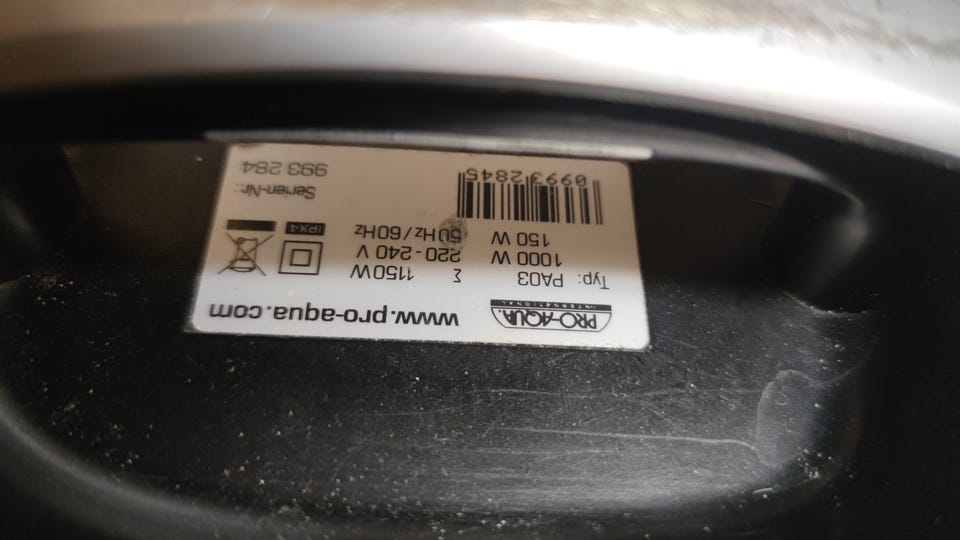 PRO-AQUA.
INTERNATIONAL
www.pro-aqua.com
Typ: PA03
Σ 1150W
1000 W
220-240 V
150 W
50Hz/60Hz
IPX4
Serien-Nr.:
0993 2845
993 284